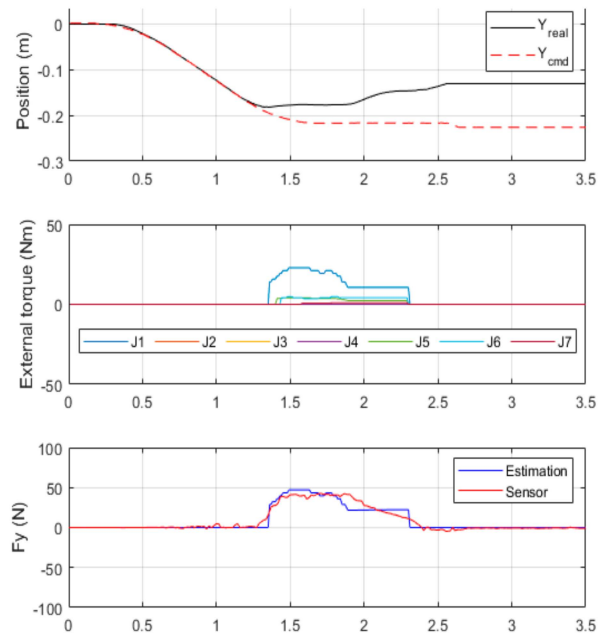 0
-0.1
-0.2
-0.3
Position (m)
Y real
Y cmd
0 0.5 1 1.5 2 2.5 3 3.5
50
0
-50
External torque (Nm)
J1 J2 J3 J4 J5 J6 J7
0 0.5 1 1.5 2 2.5 3 3.5
100
50
0
-50
-100
Fy (N)
Estimation
Sensor
0 0.5 1 1.5 2 2.5 3 3.5